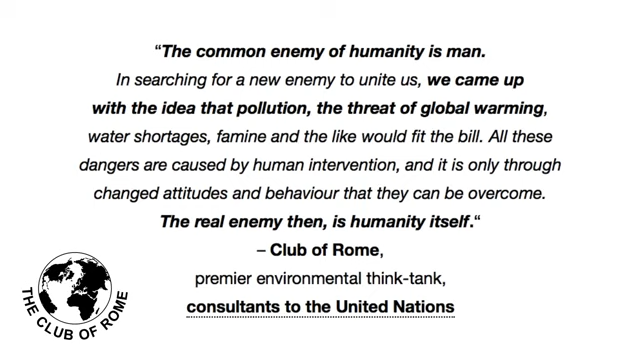 “The common enemy of humanity is man.
In searching for a new enemy to unite us, we came up
with the idea that pollution, the threat of global warming,
water shortages, famine and the like would fit the bill. All these
dangers are caused by human intervention, and it is only through
changed attitudes and behaviour that they can be overcome.
The real enemy then, is humanity itself.“
– Club of Rome,
premier environmental think-tank,
consultants to the United Nations
THE CLUB OF ROME